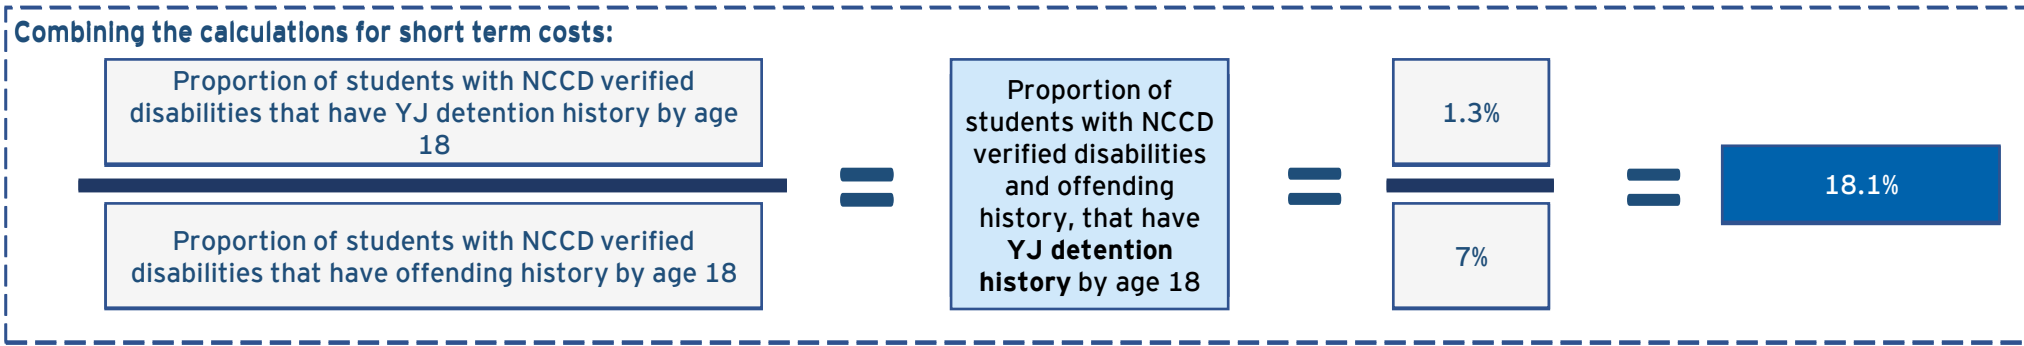 Combining the calculations for short term costs:
Proportion of students with NCCD verified
disabilities that have YJ detention history by age
18
Proportion of students with NCCD verified
disabilities that have offending history by age 18
Proportion of
students with NCCD
verified disabilities
and offending
history, that have
YJ detention
history by age 18
1.3%
7%
18.1%